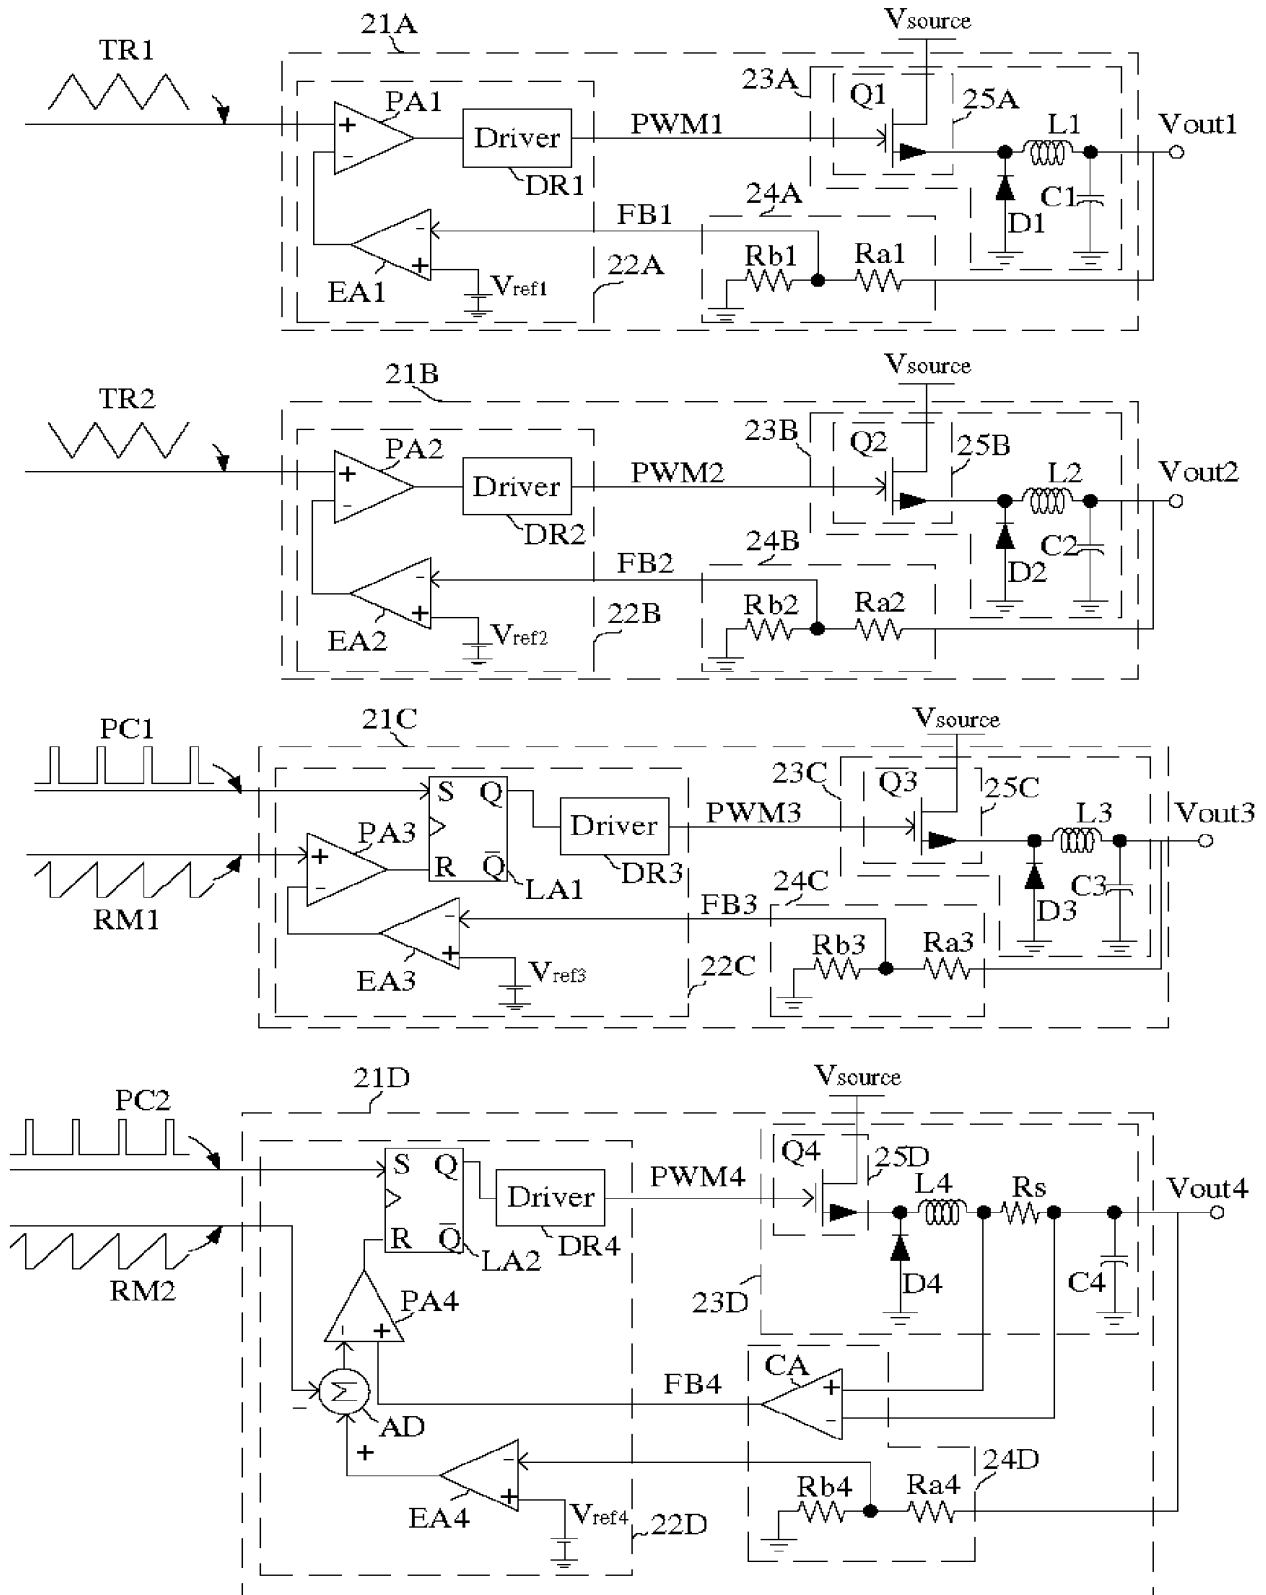 21A
Vsource
TR1
23A
Q1
25A
PA1
Driver
PWM1
L1
Vout1
+
-
DR1
24A
C1
FB1
D1
-
+
Rb1
Ra1
EA1
Vref1
22A
21B
Vsource
TR2
23B
Q2
25B
PA2
Driver
PWM2
L2
Vout2
+
-
DR2
24B
C2
FB2
D2
-
+
Rb2
Ra2
EA2
Vref2
22B
21C
Vsource
PC1
23C
Q3
25C
S Q
PA3
Driver
PWM3
L3
Vout3
+
-
R Q̅
LA1
DR3
24C
C3
RM1
FB3
D3
-
+
Rb3
Ra3
EA3
Vref3
22C
21D
Vsource
PC2
Q4
25D
S Q
Driver
PWM4
L4
Rs
Vout4
R Q̅
LA2
DR4
RM2
PA4
23D
D4
C4
-
+
CA
FB4
+
-
Σ
-
AD
+
24D
-
+
Rb4
Ra4
EA4
Vref4
22D